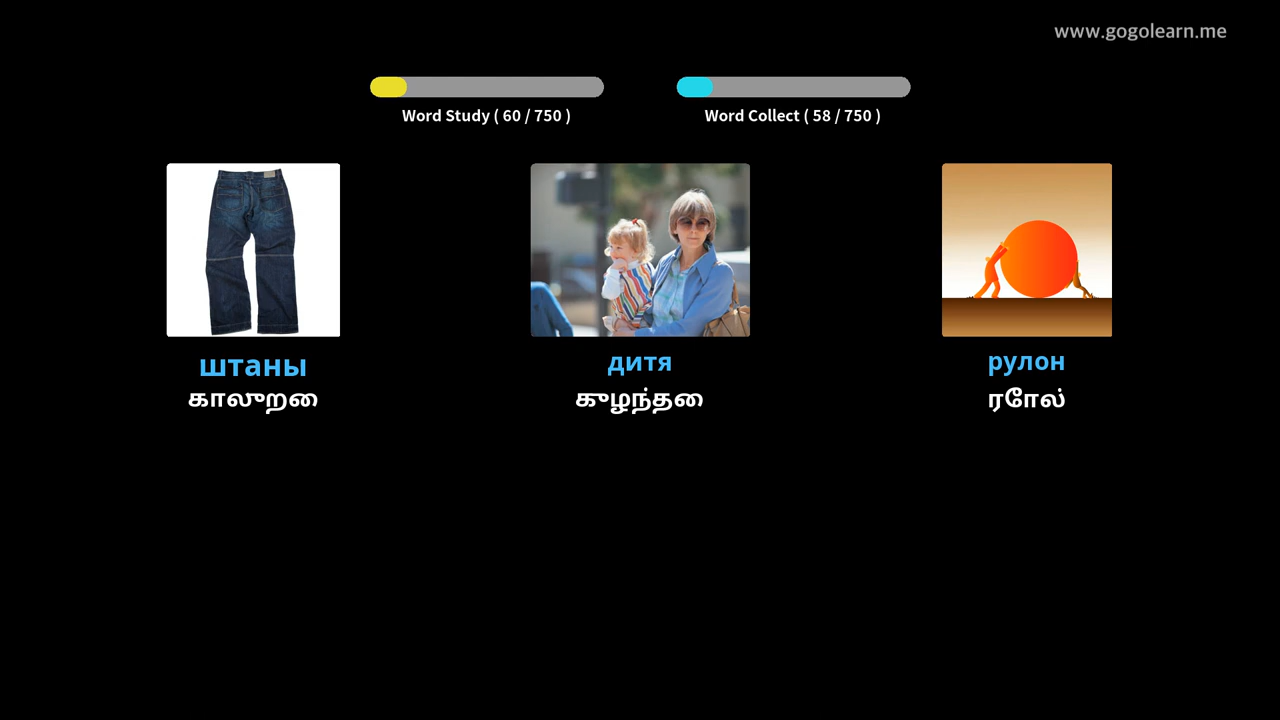 www.gogolearn.me
Word Study ( 60 / 750 )
Word Collect ( 58 / 750 )
штаны
காலுறை
дитя
குழந்தை
рулон
ரோல்